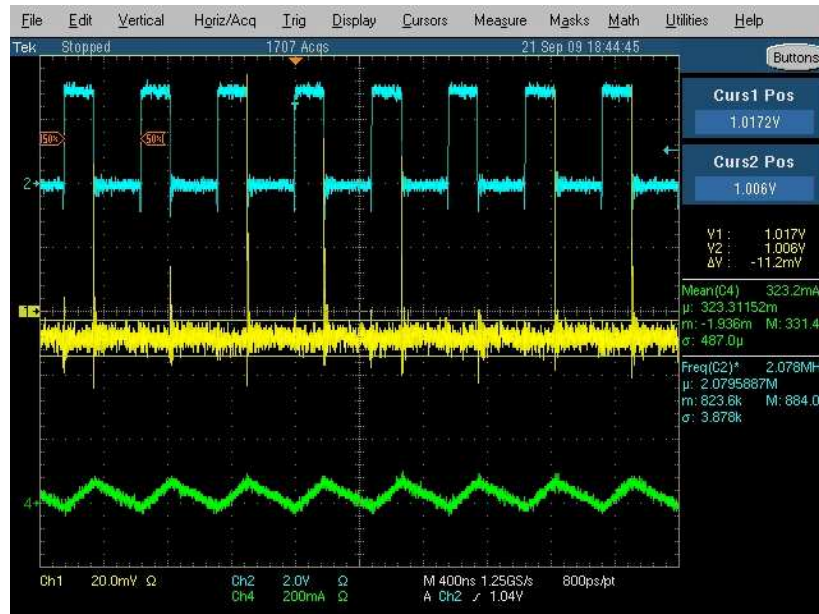 File Edit Vertical Horiz/Acq Trig Display Cursors Measure Masks Math Utilities Help
Tek Stopped 1707 Acqs 21 Sep 09 18:44:45
Buttons
Curs1 Pos
1.0172V
Curs2 Pos
1.006V
50%
50%
2
1
4
V1 : 1.017V
V2 : 1.006V
ΔV : -11.2mV
Mean(C4) 323.2mA
µ: 323.31152m
m: -1.936m M: 331.4
σ: 487.0µ
Freq(C2)* 2.078MH
µ: 2.0795887M
m: 823.6k M: 884.0
σ: 3.878k
Ch1 20.0mV Ω Ch2 2.0V Ω M 400ns 1.25GS/s 800ps/pt
Ch4 200mA Ω A Ch2 ∫ 1.04V